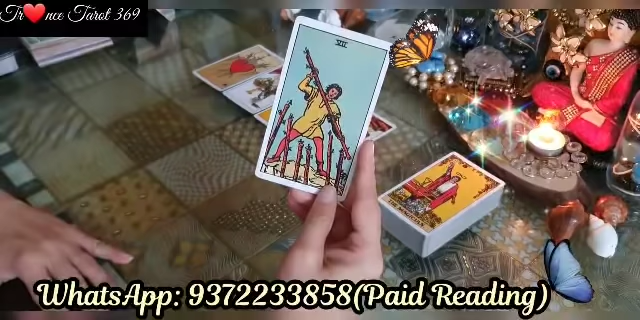 Tr❤nce Tarot 369
VII
WhatsApp: 9372233858(Paid Reading)